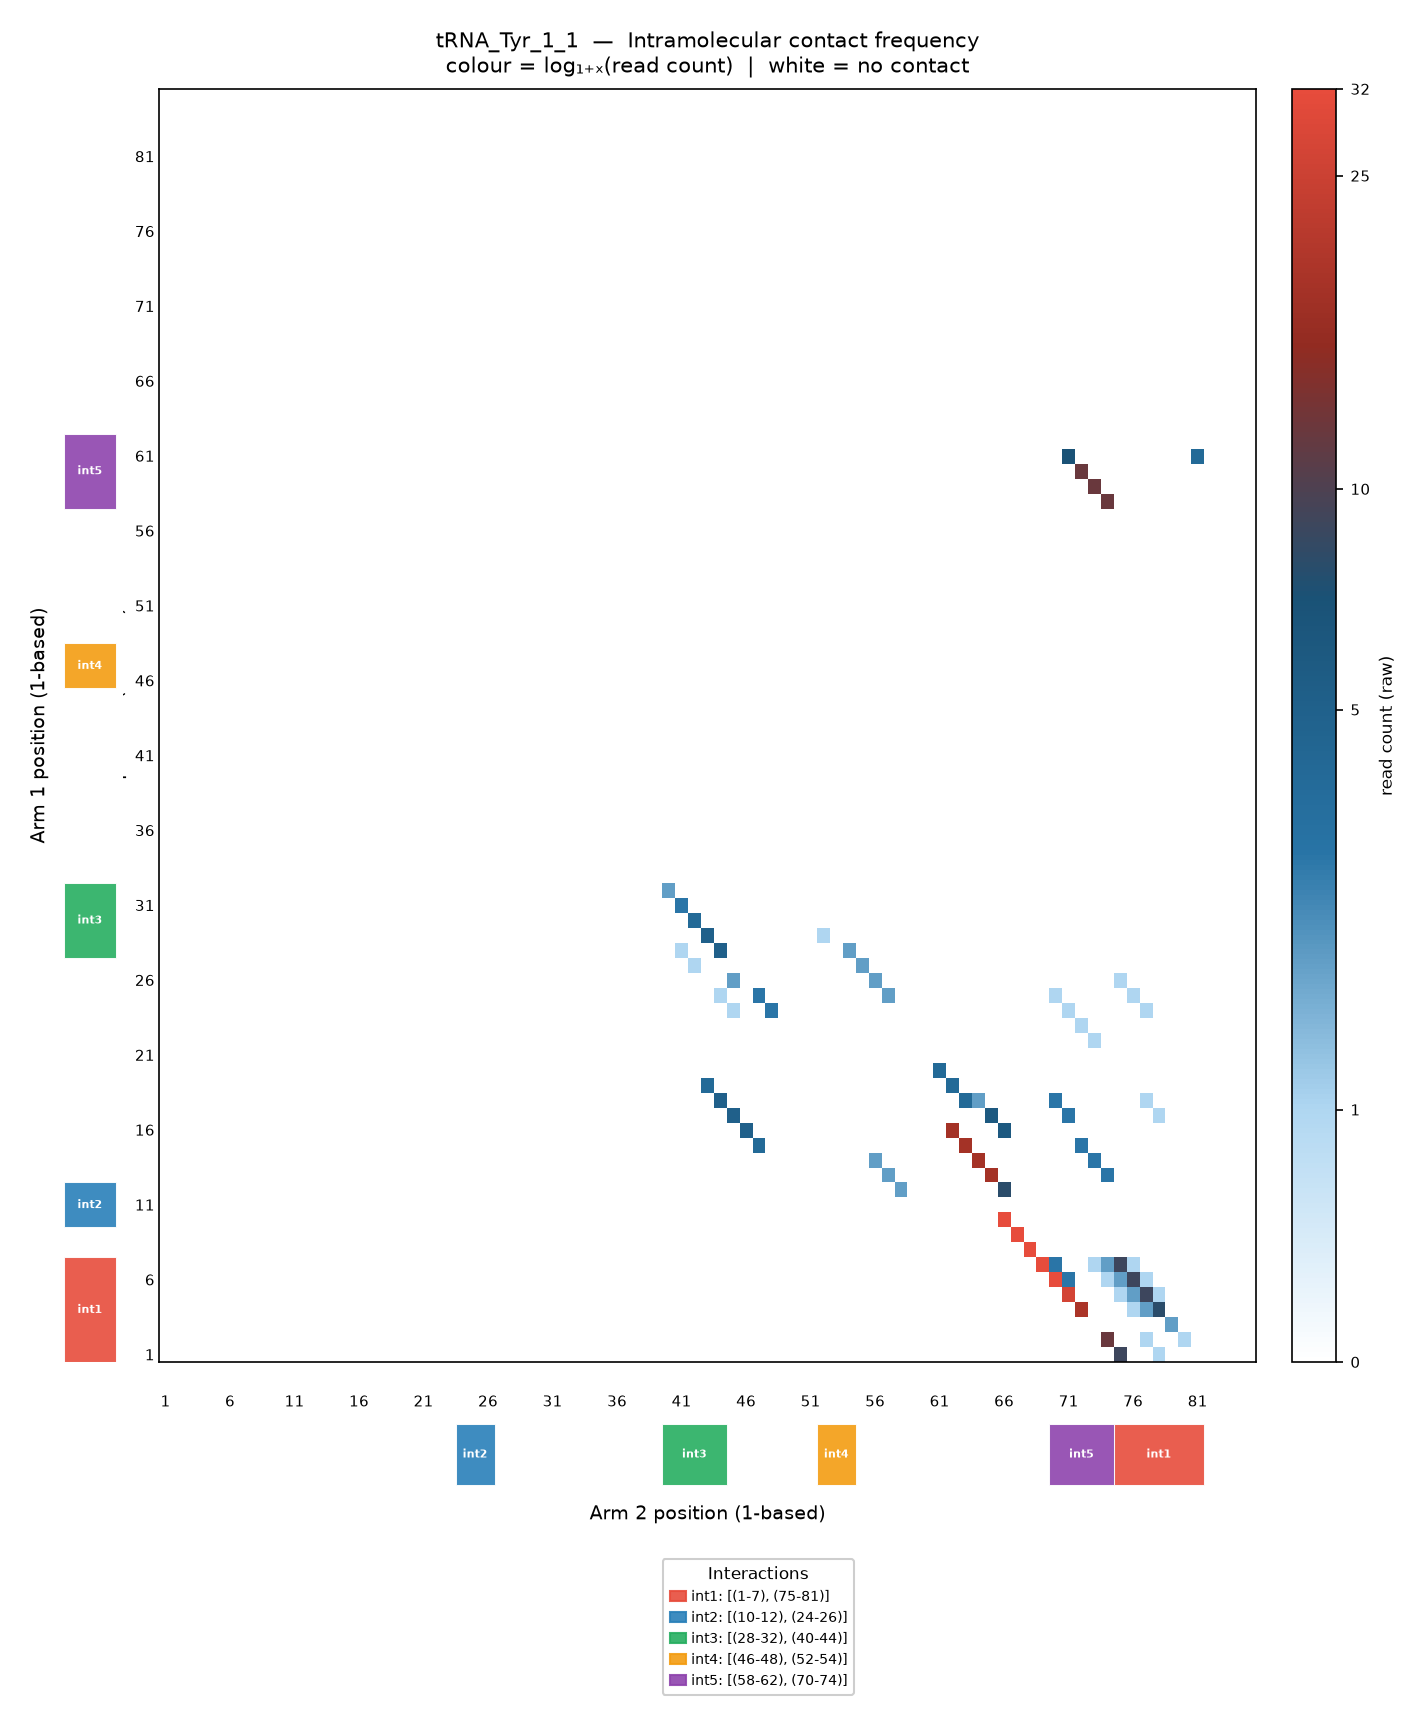 tRNA_Tyr_1_1 — Intramolecular contact frequency
colour = log₁₊ₓ(read count) | white = no contact
32
25
10
5
1
0
read count (raw)
81
76
71
66
61
56
51
46
41
36
31
26
21
16
11
6
1
Arm 1 position (1-based)
int5
int4
int3
int2
int1
1 6 11 16 21 26 31 36 41 46 51 56 61 66 71 76 81
int2 int3 int4 int5 int1
Arm 2 position (1-based)
Interactions
int1: [(1-7), (75-81)]
int2: [(10-12), (24-26)]
int3: [(28-32), (40-44)]
int4: [(46-48), (52-54)]
int5: [(58-62), (70-74)]